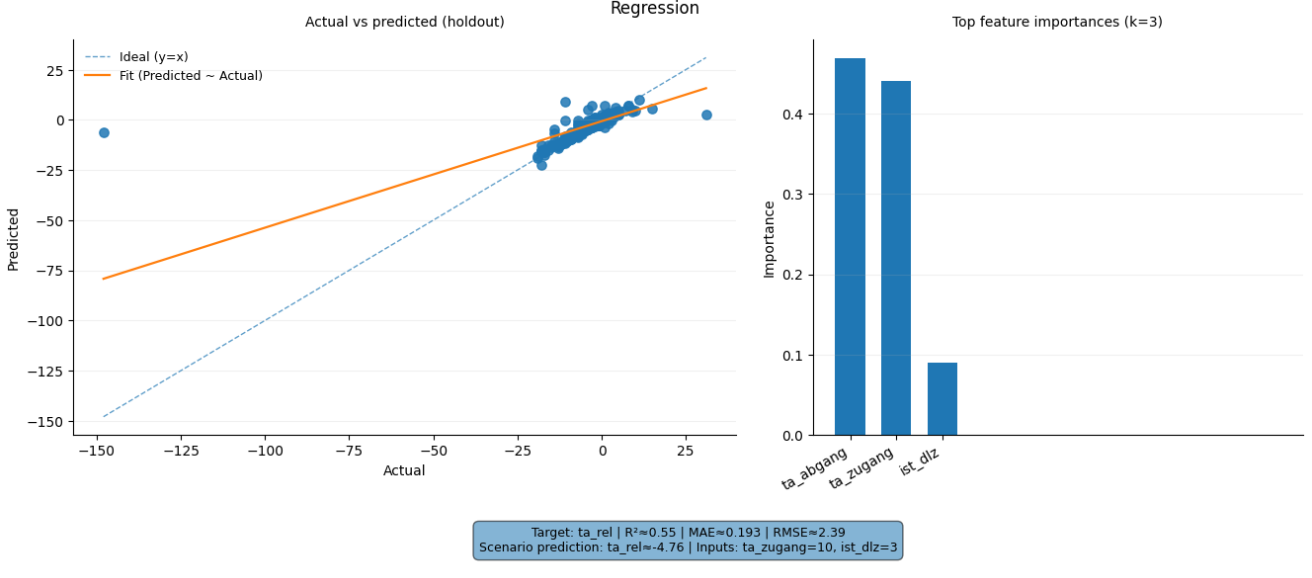 Regression
Actual vs predicted (holdout)
Ideal (y=x)
Fit (Predicted ~ Actual)
25
0
−25
−50
−75
−100
−125
−150
Predicted
−150
−125
−100
−75
−50
−25
0
25
Actual
Top feature importances (k=3)
0.4
0.3
0.2
0.1
0.0
Importance
ta_abgang
ta_zugang
ist_dlz
Target: ta_rel | R²≈0.55 | MAE≈0.193 | RMSE≈2.39
Scenario prediction: ta_rel≈-4.76 | Inputs: ta_zugang=10, ist_dlz=3